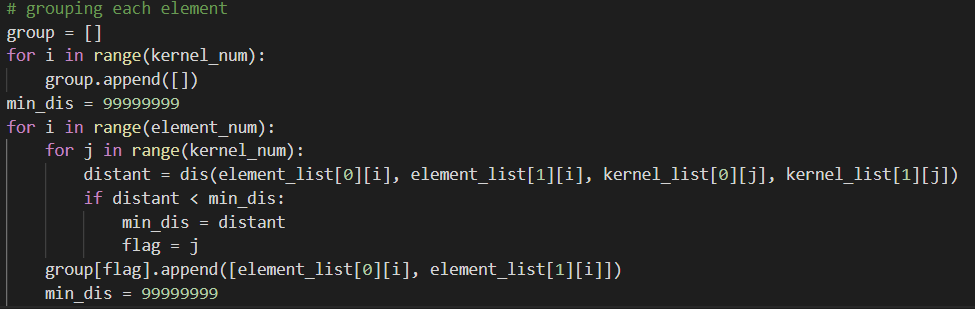 # grouping each element
group = []
for i in range(kernel_num):
    group.append([])
min_dis = 99999999
for i in range(element_num):
    for j in range(kernel_num):
        distant = dis(element_list[0][i], element_list[1][i], kernel_list[0][j], kernel_list[1][j])
        if distant < min_dis:
            min_dis = distant
            flag = j
    group[flag].append([element_list[0][i], element_list[1][i]])
    min_dis = 99999999